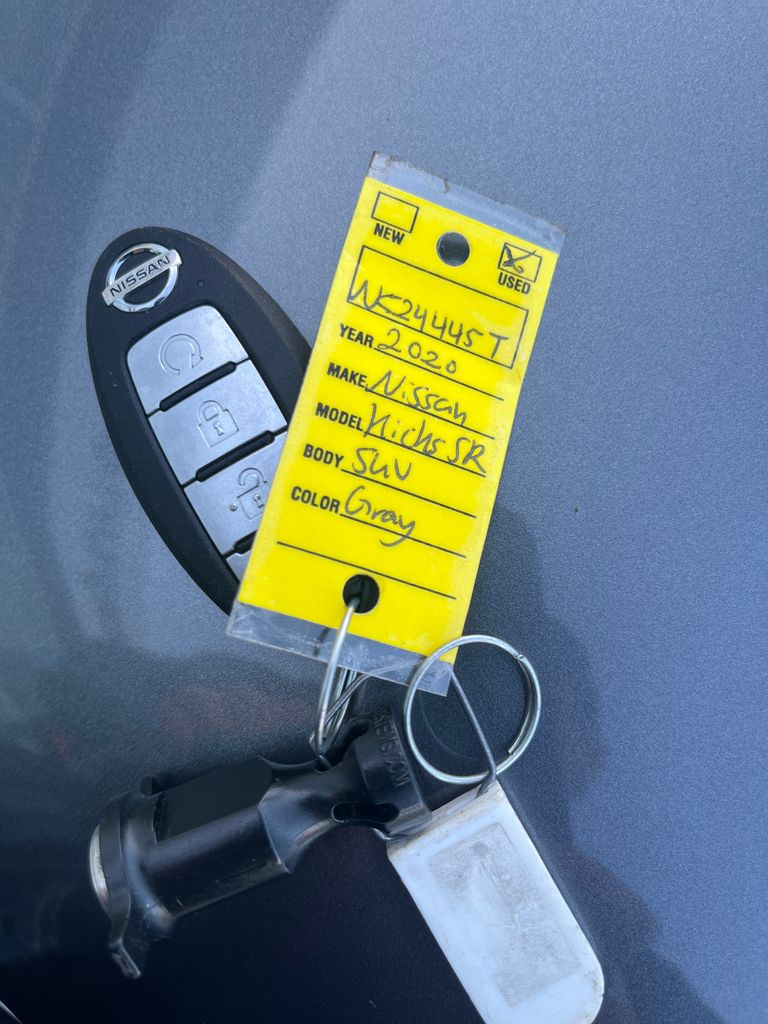 NISSAN
NEW
USED
WK24445T
YEAR 2020
MAKE Nissan
MODEL Kicks SR
BODY SUV
COLOR Gray